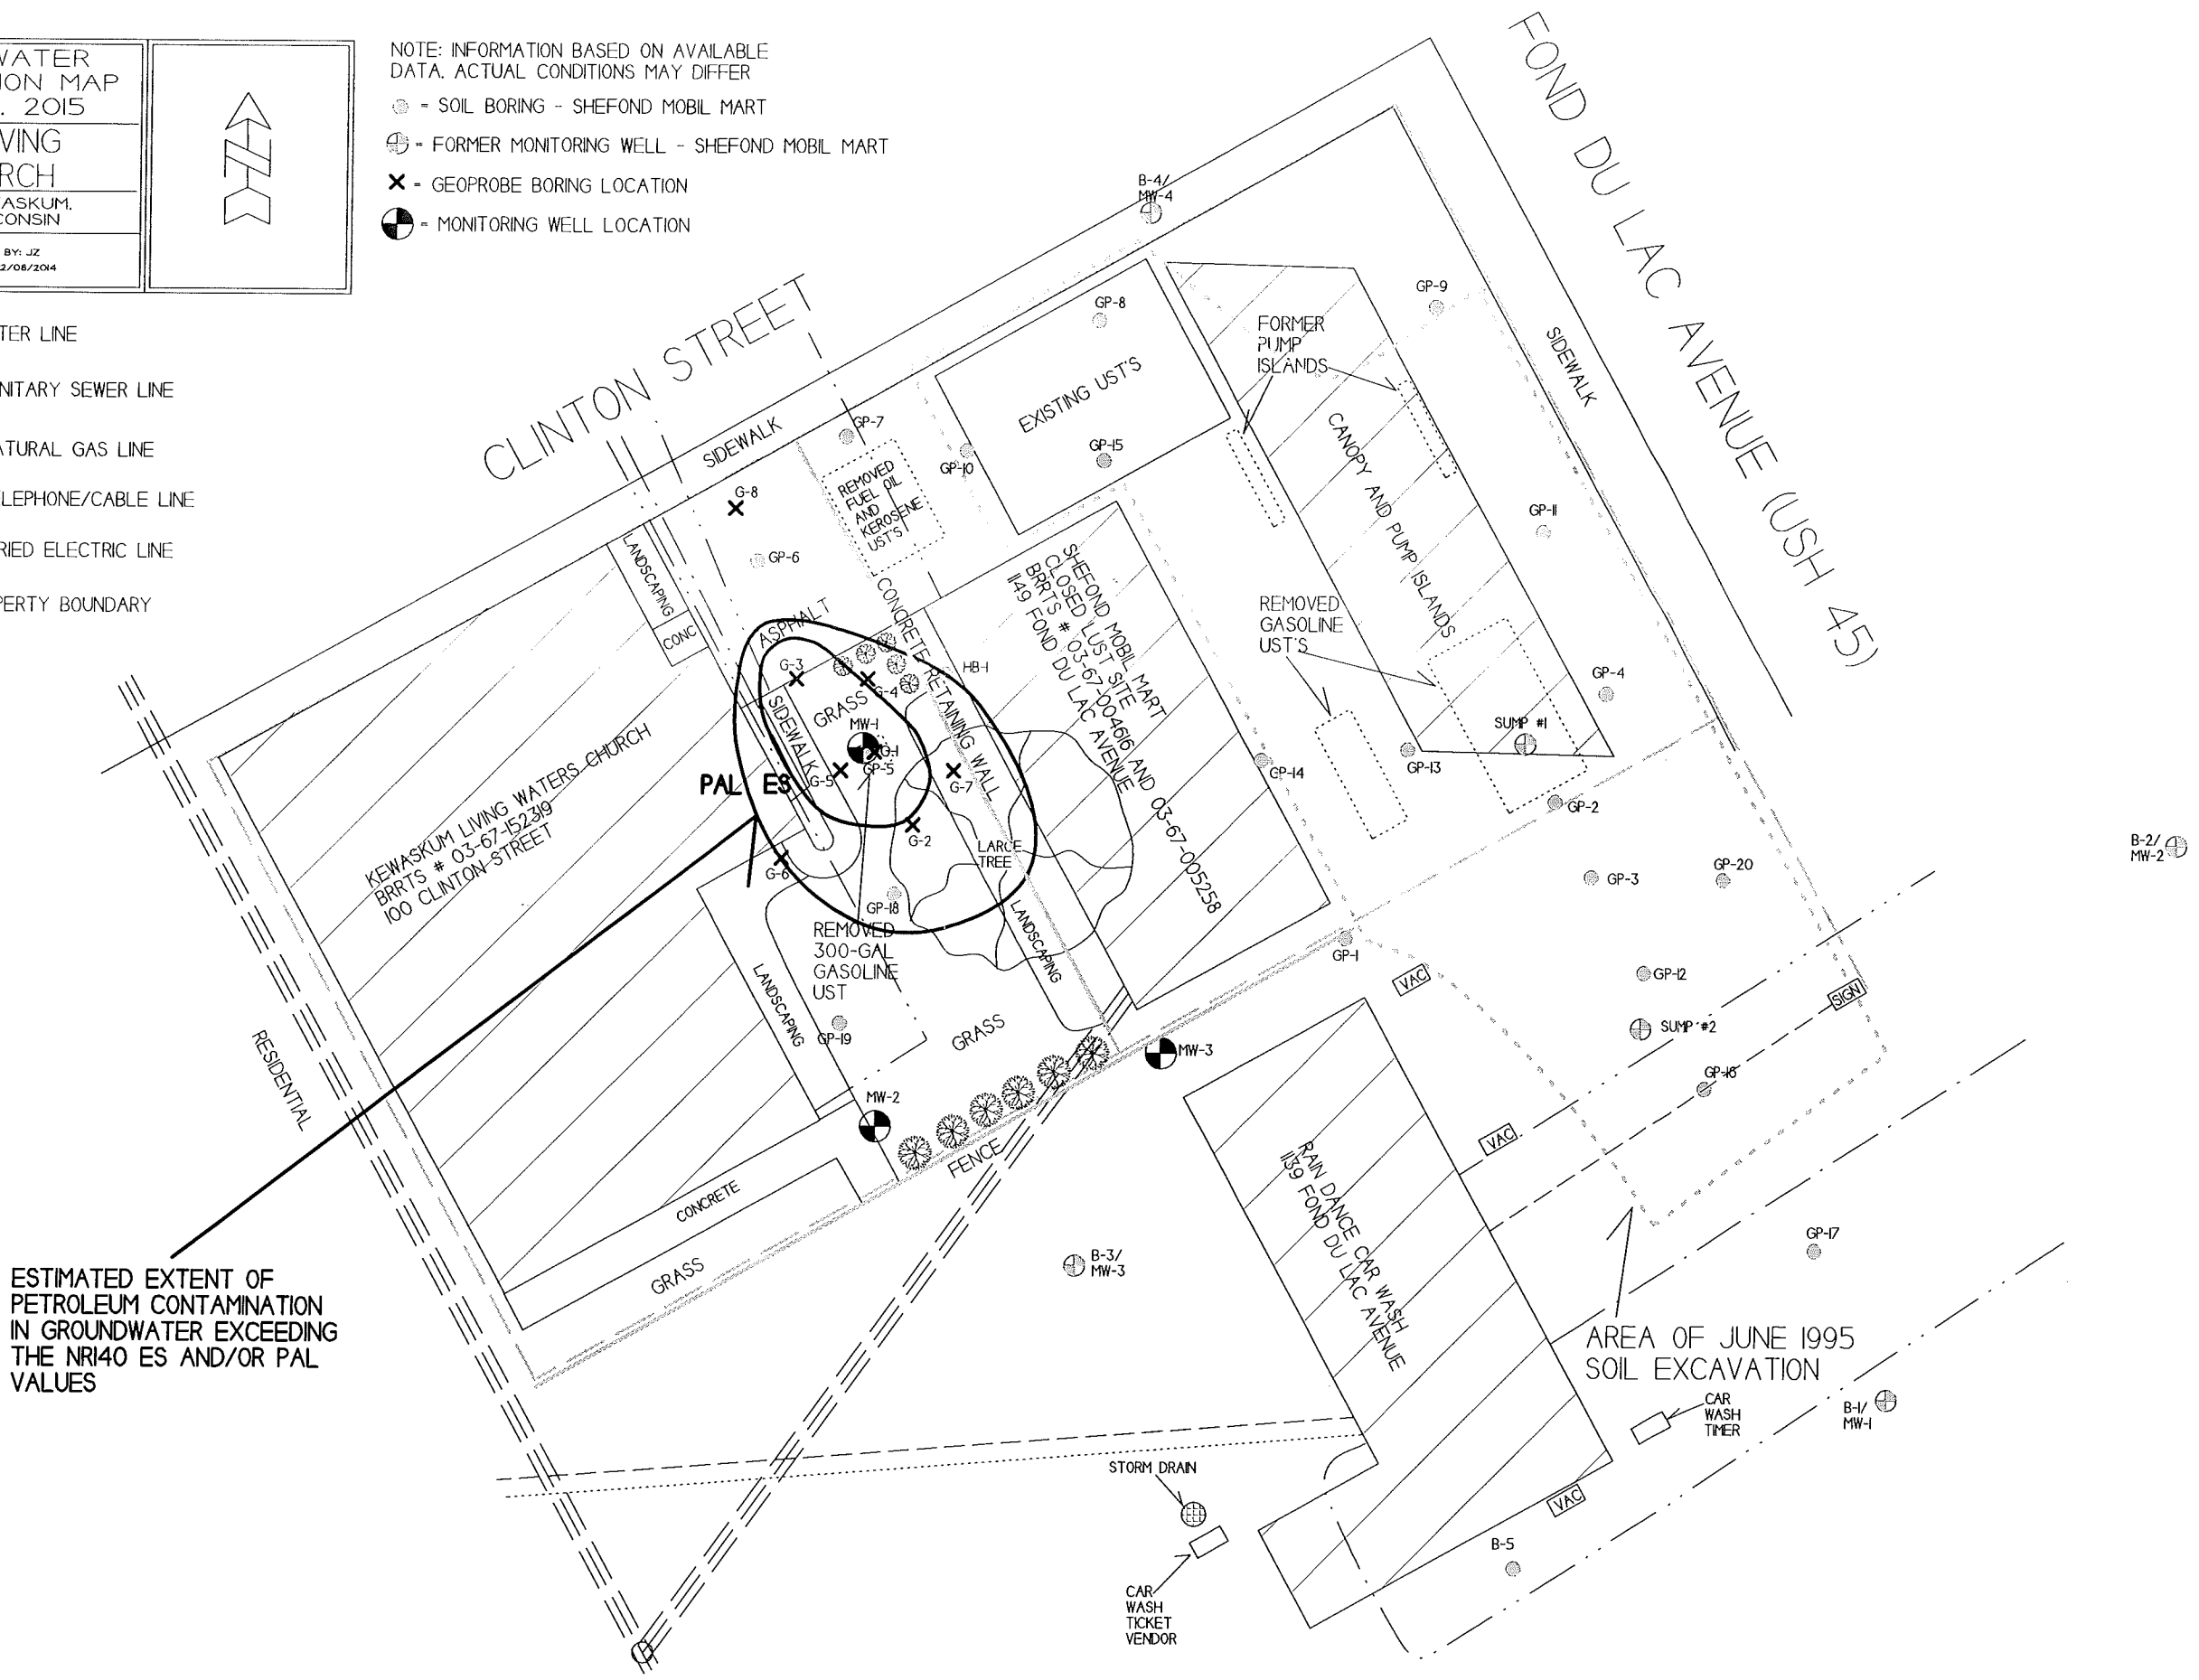 WATER
ION MAP
. 2015
VING
RCH
ASKUM,
CONSIN
BY: JZ
2/08/2014
NOTE: INFORMATION BASED ON AVAILABLE
DATA. ACTUAL CONDITIONS MAY DIFFER
= SOIL BORING - SHEFOND MOBIL MART
= FORMER MONITORING WELL - SHEFOND MOBIL MART
X = GEOPROBE BORING LOCATION
= MONITORING WELL LOCATION
TER LINE
NITARY SEWER LINE
ATURAL GAS LINE
LEPHONE/CABLE LINE
RIED ELECTRIC LINE
PERTY BOUNDARY
CLINTON STREET
FOND DU LAC AVENUE (USH 45)
SIDEWALK
SIDEWALK
B-4/
MW-4
GP-8
GP-9
FORMER
PUMP
ISLANDS
EXISTING UST'S
GP-15
GP-10
GP-7
REMOVED
FUEL OIL
AND
KEROSENE
UST'S
G-8
GP-6
LANDSCAPING
CONC
ASPHALT
CONCRETE RETAINING WALL
CANOPY AND PUMP ISLANDS
GP-11
SHEFOND MOBIL MART
CLOSED LUST SITE
BRRTS # 03-67-004616 AND 03-67-005258
1149 FOND DU LAC AVENUE
REMOVED
GASOLINE
UST'S
GP-4
SUMP #1
GP-13
GP-14
GP-2
HB-1
G-3
G-4
GRASS
SIDEWALK
MW-1
G-1
GP-5
G-5
G-7
PAL
ES
G-2
G-6
LARGE
TREE
GP-18
REMOVED
300-GAL
GASOLINE
UST
LANDSCAPING
LANDSCAPING
GP-19
GRASS
KEWASKUM LIVING WATERS CHURCH
BRRTS # 03-67-152319
100 CLINTON STREET
RESIDENTIAL
B-2/
MW-2
GP-3
GP-20
GP-1
VAC
GP-12
SIGN
SUMP #2
GP-16
MW-3
MW-2
FENCE
CONCRETE
GRASS
VAC
B-3/
MW-3
RAIN DANCE CAR WASH
1139 FOND DU LAC AVENUE
GP-17
AREA OF JUNE 1995
SOIL EXCAVATION
ESTIMATED EXTENT OF
PETROLEUM CONTAMINATION
IN GROUNDWATER EXCEEDING
THE NR140 ES AND/OR PAL
VALUES
CAR
WASH
TIMER
B-1/
MW-1
STORM DRAIN
VAC
B-5
CAR
WASH
TICKET
VENDOR